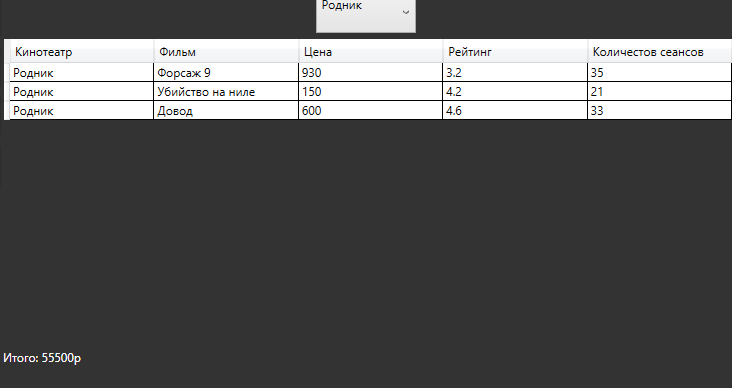 Родник
Кинотеатр Фильм Цена Рейтинг Количестов сеансов
Родник Форсаж 9 930 3.2 35
Родник Убийство на ниле 150 4.2 21
Родник Довод 600 4.6 33
Итого: 55500р